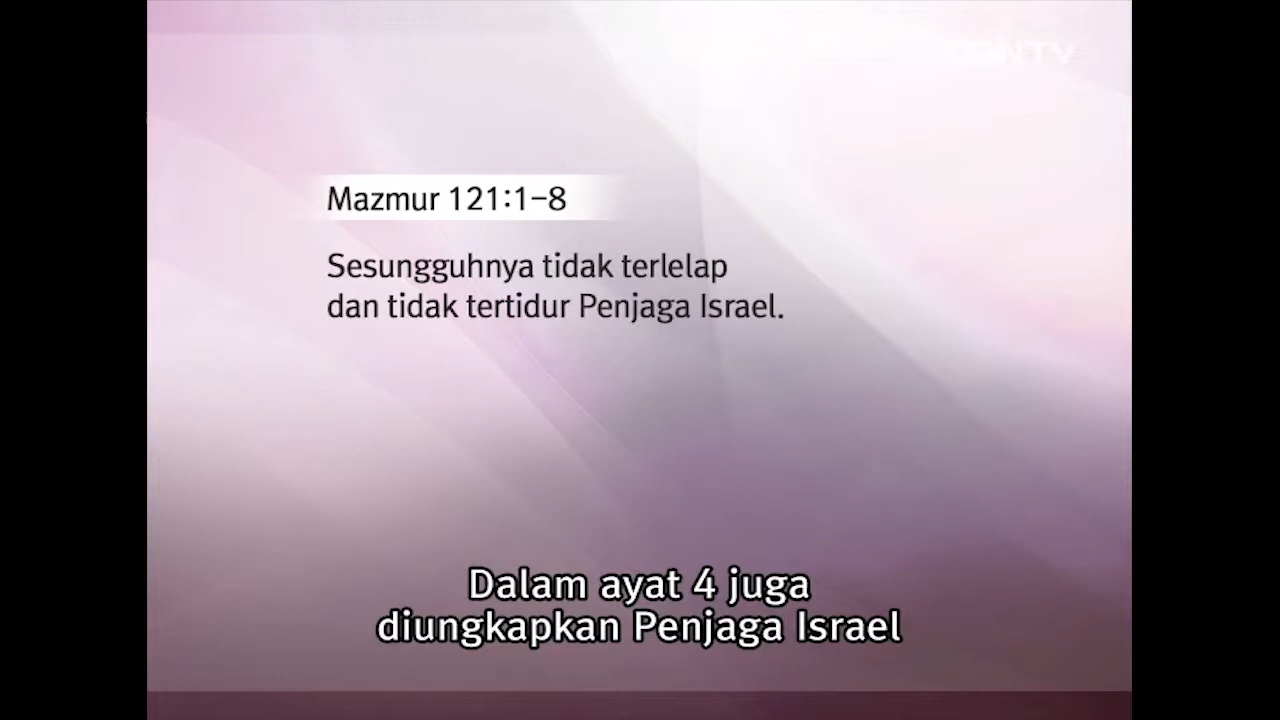 Mazmur 121:1-8
Sesungguhnya tidak terlelap
dan tidak tertidur Penjaga Israel.
Dalam ayat 4 juga
diungkapkan Penjaga Israel